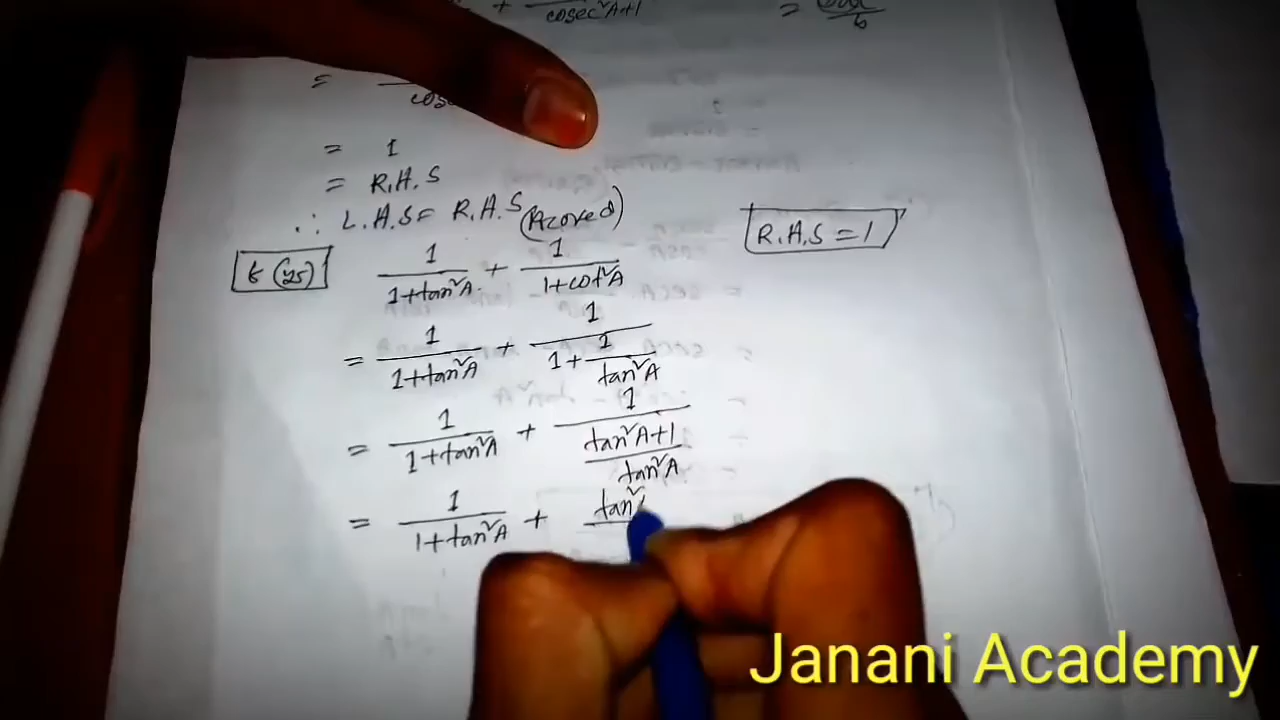 + cosec²A+1
=
= 1
= R.H.S
∴ L.H.S = R.H.S (Proved)
R.H.S = 1
1/(1+tan²A) + 1/(1+cot²A)
= 1/(1+tan²A) + 1/(1+1/tan²A)
= 1/(1+tan²A) + 1/((tan²A+1)/tan²A)
= 1/(1+tan²A) + tan²
Janani Academy